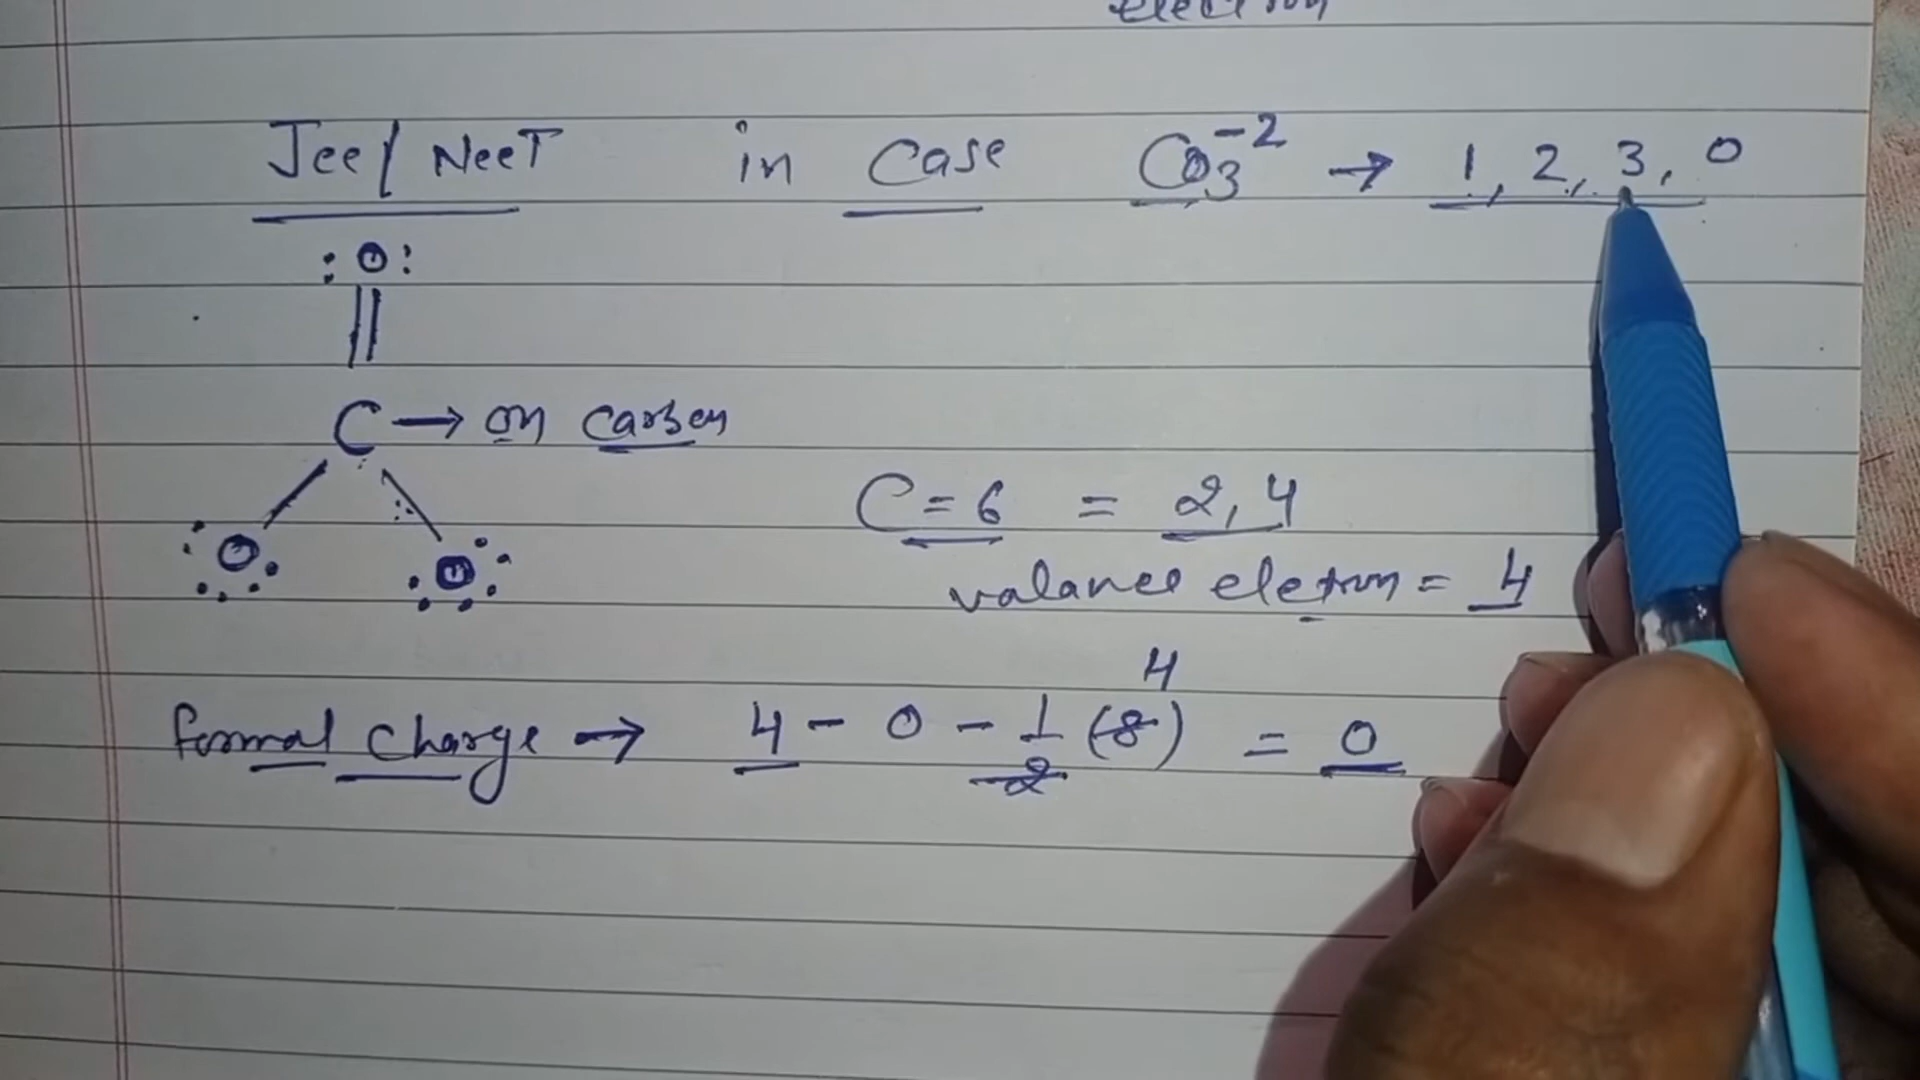 electron
Jee/ NeeT in Case CO₃⁻² → 1, 2, 3, 0
: O :
||
C → on Carbon
O O
C = 6 = 2, 4
valance eletron = 4
4
formal Charge → 4 - 0 - 1/2 (8) = 0